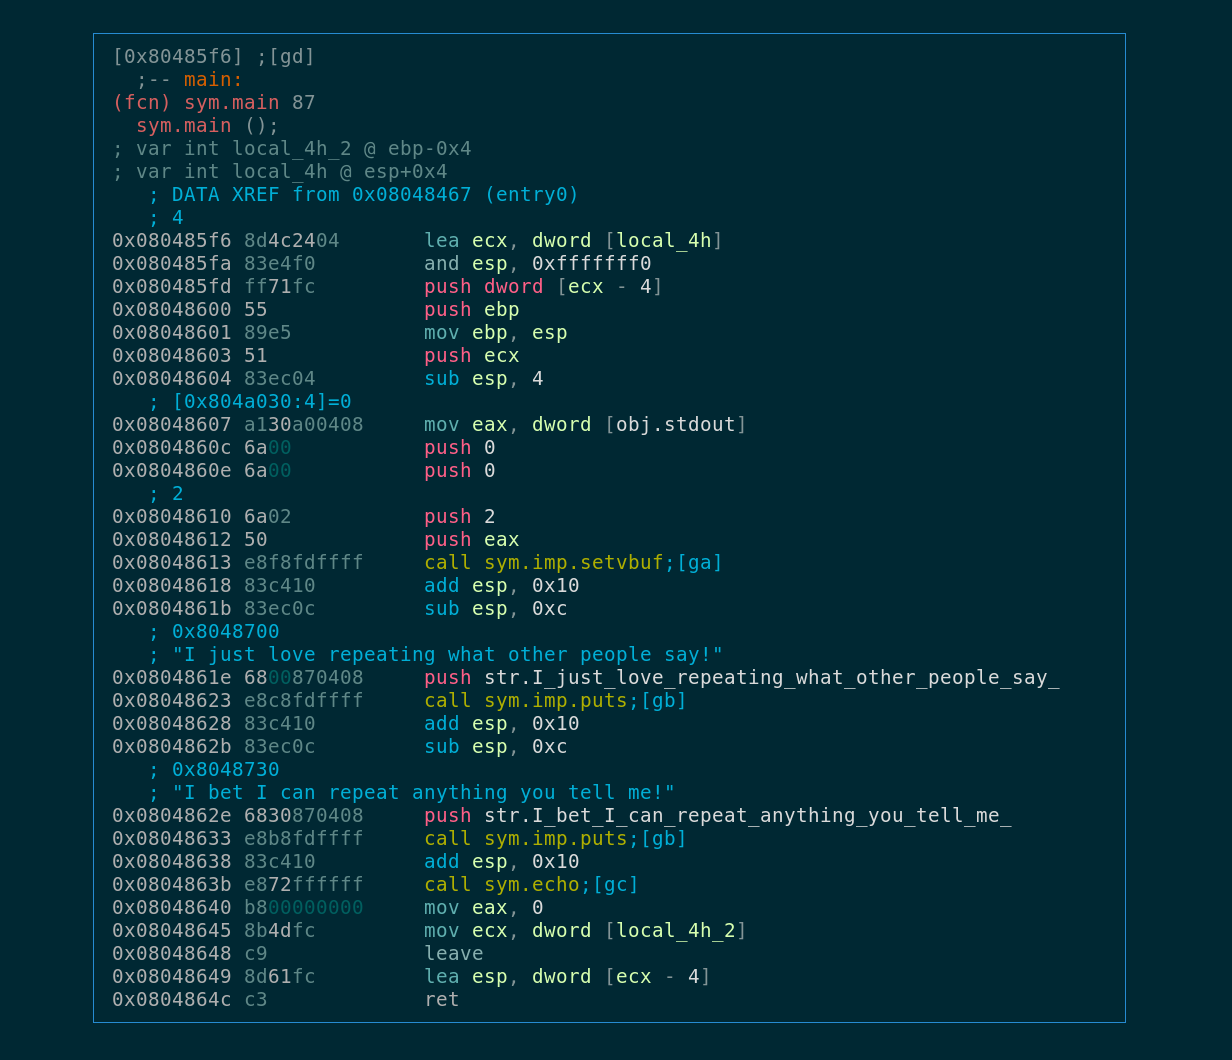 [0x80485f6] ;[gd]
;-- main:
(fcn) sym.main 87
sym.main ();
; var int local_4h_2 @ ebp-0x4
; var int local_4h @ esp+0x4
; DATA XREF from 0x08048467 (entry0)
; 4
0x080485f6 8d4c2404 lea ecx, dword [local_4h]
0x080485fa 83e4f0 and esp, 0xfffffff0
0x080485fd ff71fc push dword [ecx - 4]
0x08048600 55 push ebp
0x08048601 89e5 mov ebp, esp
0x08048603 51 push ecx
0x08048604 83ec04 sub esp, 4
; [0x804a030:4]=0
0x08048607 a130a00408 mov eax, dword [obj.stdout]
0x0804860c 6a00 push 0
0x0804860e 6a00 push 0
; 2
0x08048610 6a02 push 2
0x08048612 50 push eax
0x08048613 e8f8fdffff call sym.imp.setvbuf;[ga]
0x08048618 83c410 add esp, 0x10
0x0804861b 83ec0c sub esp, 0xc
; 0x8048700
; "I just love repeating what other people say!"
0x0804861e 6800870408 push str.I_just_love_repeating_what_other_people_say_
0x08048623 e8c8fdffff call sym.imp.puts;[gb]
0x08048628 83c410 add esp, 0x10
0x0804862b 83ec0c sub esp, 0xc
; 0x8048730
; "I bet I can repeat anything you tell me!"
0x0804862e 6830870408 push str.I_bet_I_can_repeat_anything_you_tell_me_
0x08048633 e8b8fdffff call sym.imp.puts;[gb]
0x08048638 83c410 add esp, 0x10
0x0804863b e872ffffff call sym.echo;[gc]
0x08048640 b800000000 mov eax, 0
0x08048645 8b4dfc mov ecx, dword [local_4h_2]
0x08048648 c9 leave
0x08048649 8d61fc lea esp, dword [ecx - 4]
0x0804864c c3 ret